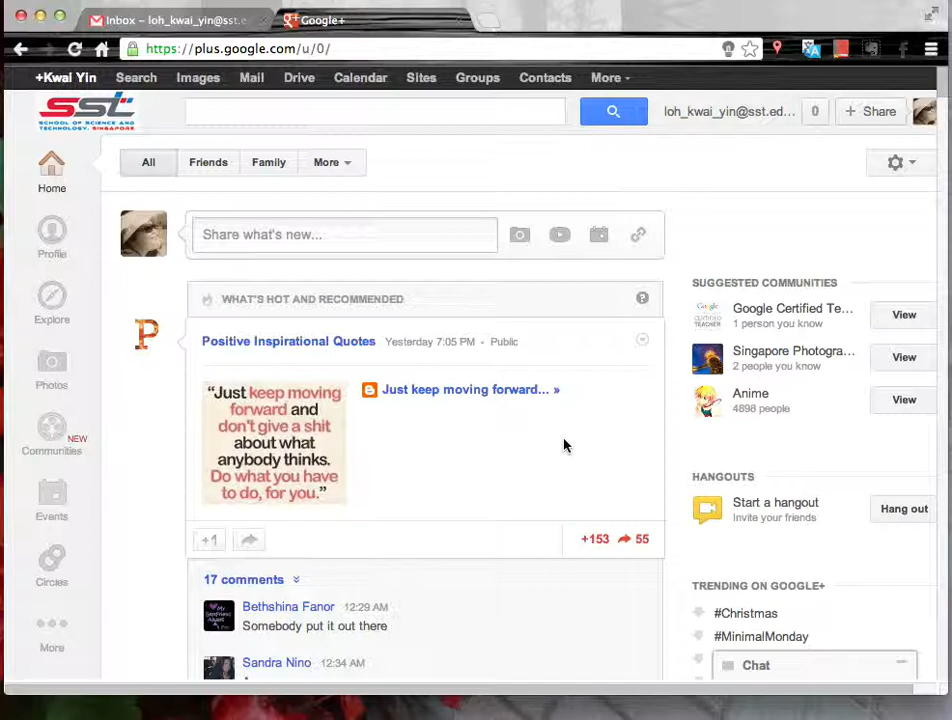 Inbox – loh_kwai_yin@sst.e
Google+
https://plus.google.com/u/0/
+Kwai Yin Search Images Mail Drive Calendar Sites Groups Contacts More
sst
SCHOOL OF SCIENCE AND
TECHNOLOGY, SINGAPORE
loh_kwai_yin@sst.ed... 0 + Share
Home
All Friends Family More
Profile
Share what's new...
Explore
WHAT'S HOT AND RECOMMENDED
P
Positive Inspirational Quotes Yesterday 7:05 PM - Public
Photos
"Just keep moving
forward and
don't give a shit
about what
anybody thinks.
Do what you have
to do, for you."
Just keep moving forward... »
NEW
Communities
Events
+1
+153 55
Circles
17 comments
Bethshina Fanor 12:29 AM
Somebody put it out there
More
Sandra Nino 12:34 AM
SUGGESTED COMMUNITIES
Google Certified Te...
1 person you know
View
Singapore Photogra...
2 people you know
View
Anime
4898 people
View
HANGOUTS
Start a hangout
Invite your friends
Hang out
TRENDING ON GOOGLE+
#Christmas
#MinimalMonday
Chat